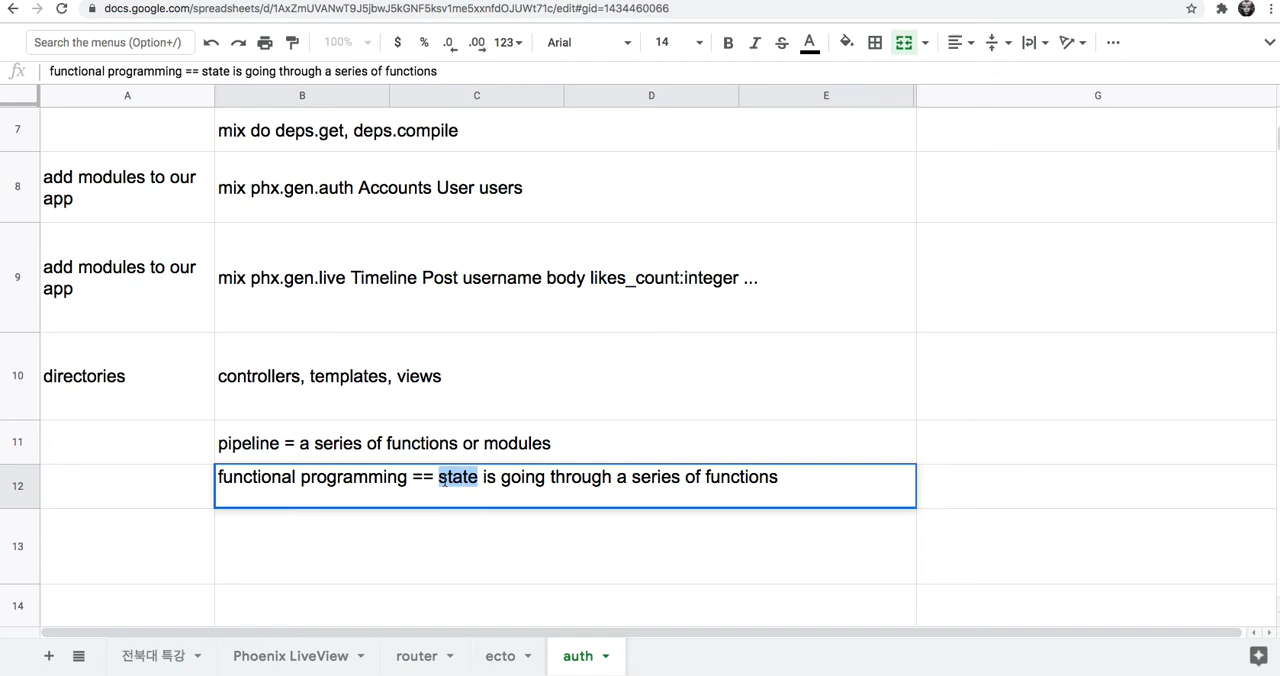 docs.google.com/spreadsheets/d/1AxZmUVANwT9J5jbwJ5kGNF5ksv1me5xxnfdOJUWt71c/edit#gid=1434460066
Search the menus (Option+/)
100%
$
%
.0
.00
123
Arial
14
B
I
S
A
fx
functional programming == state is going through a series of functions
A
B
C
D
E
G
7
mix do deps.get, deps.compile
8
add modules to our
app
mix phx.gen.auth Accounts User users
9
add modules to our
app
mix phx.gen.live Timeline Post username body likes_count:integer ...
10
directories
controllers, templates, views
11
pipeline = a series of functions or modules
12
functional programming == state is going through a series of functions
13
14
전북대 특강
Phoenix LiveView
router
ecto
auth